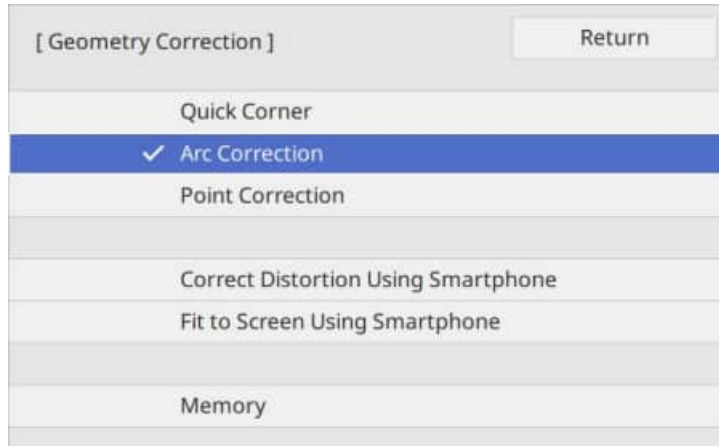 [ Geometry Correction ]
Return
Quick Corner
Arc Correction
Point Correction
Correct Distortion Using Smartphone
Fit to Screen Using Smartphone
Memory